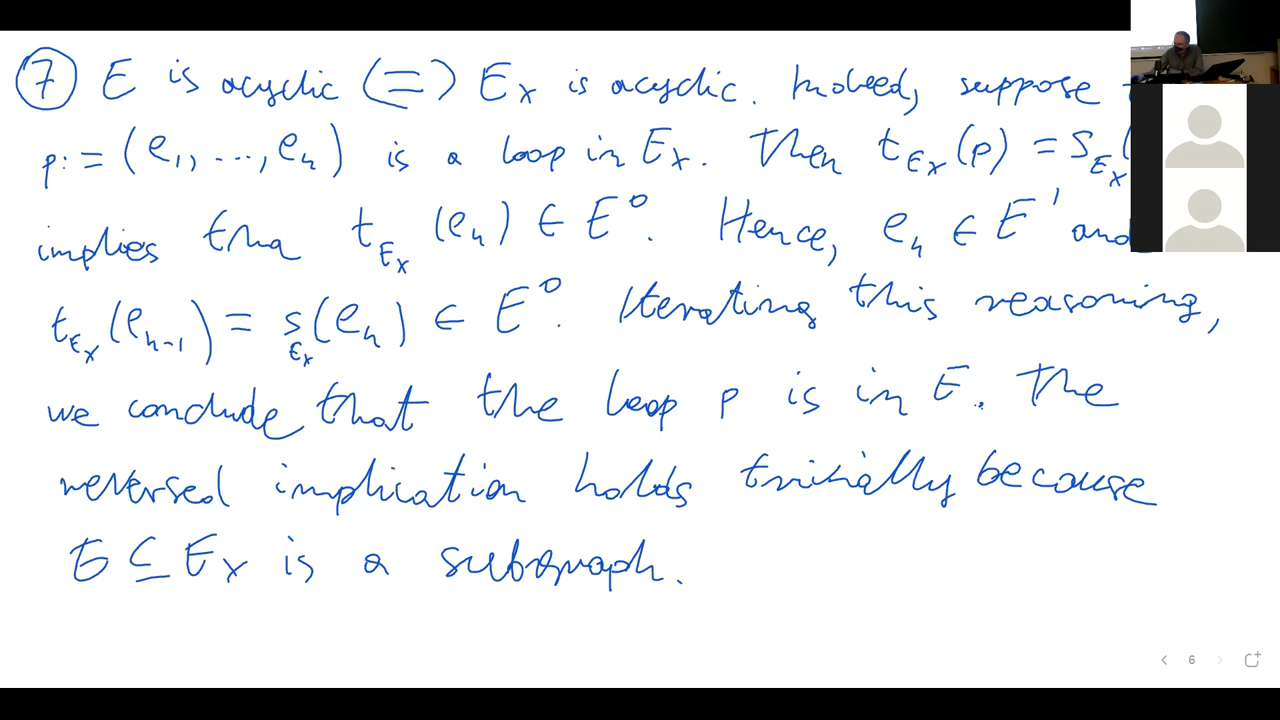 ⑦ E is acyclic (=) E_X is acyclic. Indeed, suppose
p := (e_1, ..., e_n) is a loop in E_X. Then t_{E_X}(p) = s_{E_X}(
implies tha t_{E_X}(e_n) ∈ E^0. Hence, e_n ∈ E^1 and
t_{E_X}(e_{n-1}) = s_{E_X}(e_n) ∈ E^0. Iterating this reasoning,
we conclude that the loop p is in E. The
reversed implication holds trivially because
E ⊆ E_X is a subgraph.
6